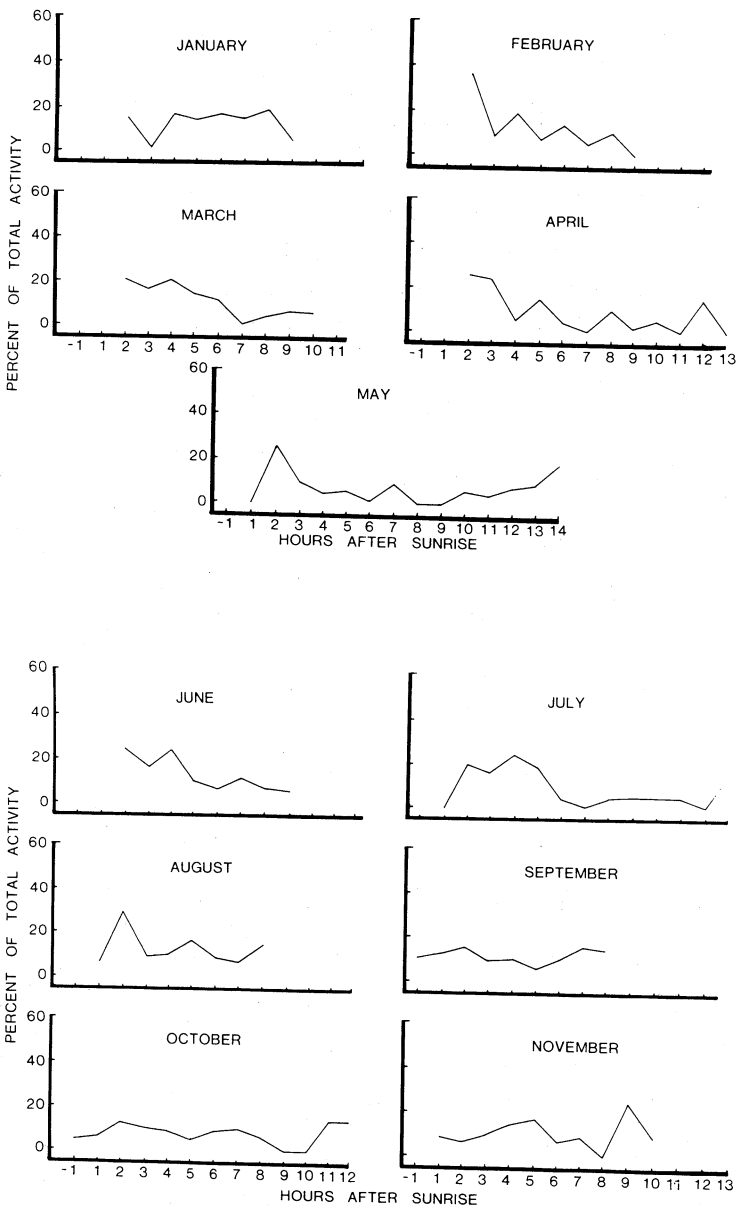 PERCENT OF TOTAL ACTIVITY
60
40
20
0
JANUARY
FEBRUARY
60
40
20
0
MARCH
-1 1 2 3 4 5 6 7 8 9 10 11
APRIL
-1 1 2 3 4 5 6 7 8 9 10 11 12 13
60
40
20
0
MAY
-1 1 2 3 4 5 6 7 8 9 10 11 12 13 14
HOURS AFTER SUNRISE
PERCENT OF TOTAL ACTIVITY
60
40
20
0
JUNE
JULY
60
40
20
0
AUGUST
SEPTEMBER
60
40
20
0
OCTOBER
-1 1 2 3 4 5 6 7 8 9 10 11 12
NOVEMBER
-1 1 2 3 4 5 6 7 8 9 10 11 12 13
HOURS AFTER SUNRISE